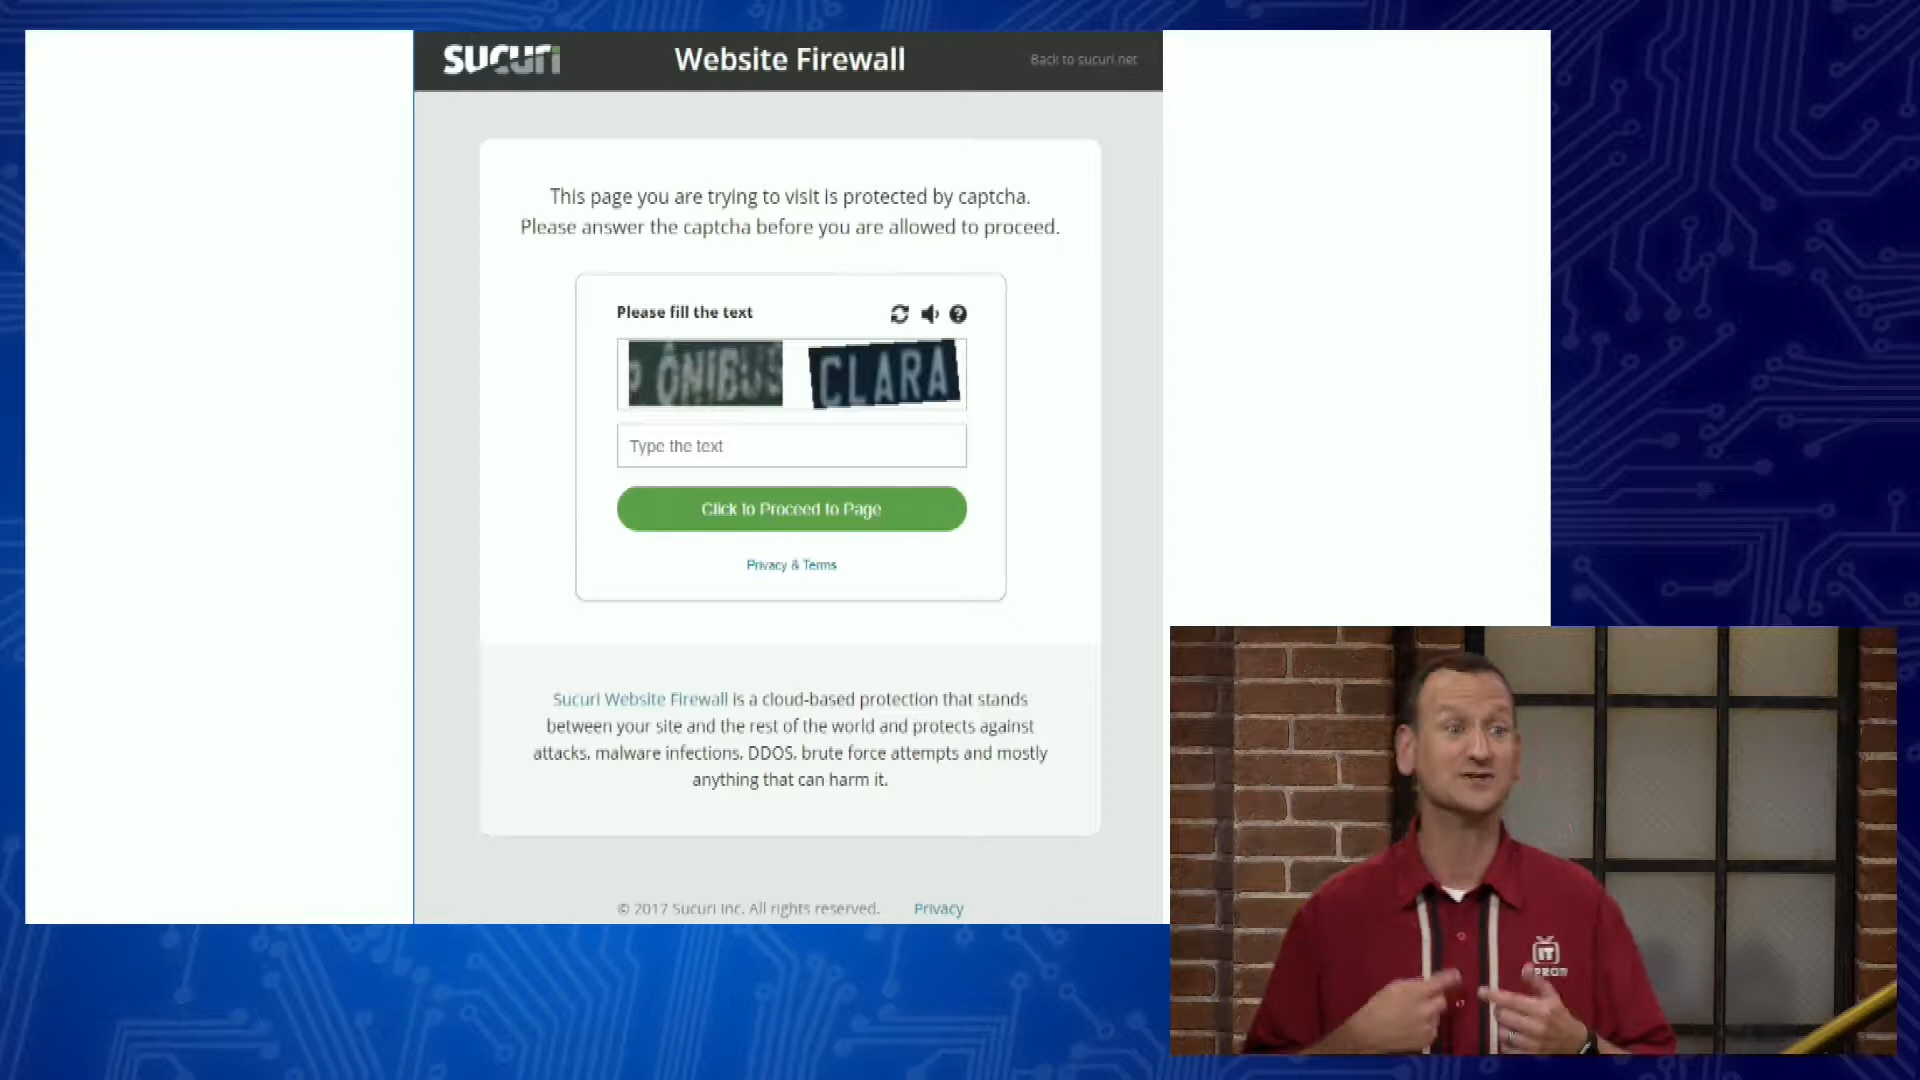 sucuri
Website Firewall
Back to sucuri.net
This page you are trying to visit is protected by captcha.
Please answer the captcha before you are allowed to proceed.
Please fill the text
P ÔNIBUS CLARA
Type the text
Click to Proceed to Page
Privacy & Terms
Sucuri Website Firewall is a cloud-based protection that stands
between your site and the rest of the world and protects against
attacks, malware infections, DDOS, brute force attempts and mostly
anything that can harm it.
© 2017 Sucuri Inc. All rights reserved. Privacy
IT